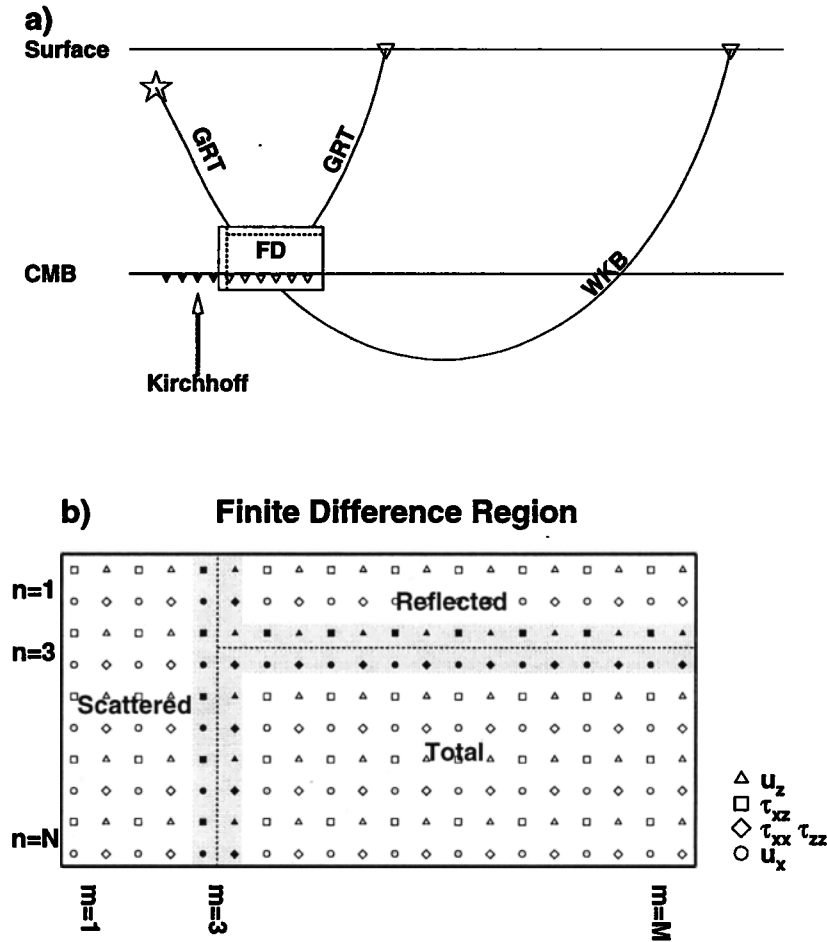 a)
Surface
GRT
GRT
FD
CMB
WKB
Kirchhoff
b) Finite Difference Region
n=1
Reflected
n=3
Scattered
Total
n=N
u_z
τ_xz
τ_xx τ_zz
u_x
m=1
m=3
m=M